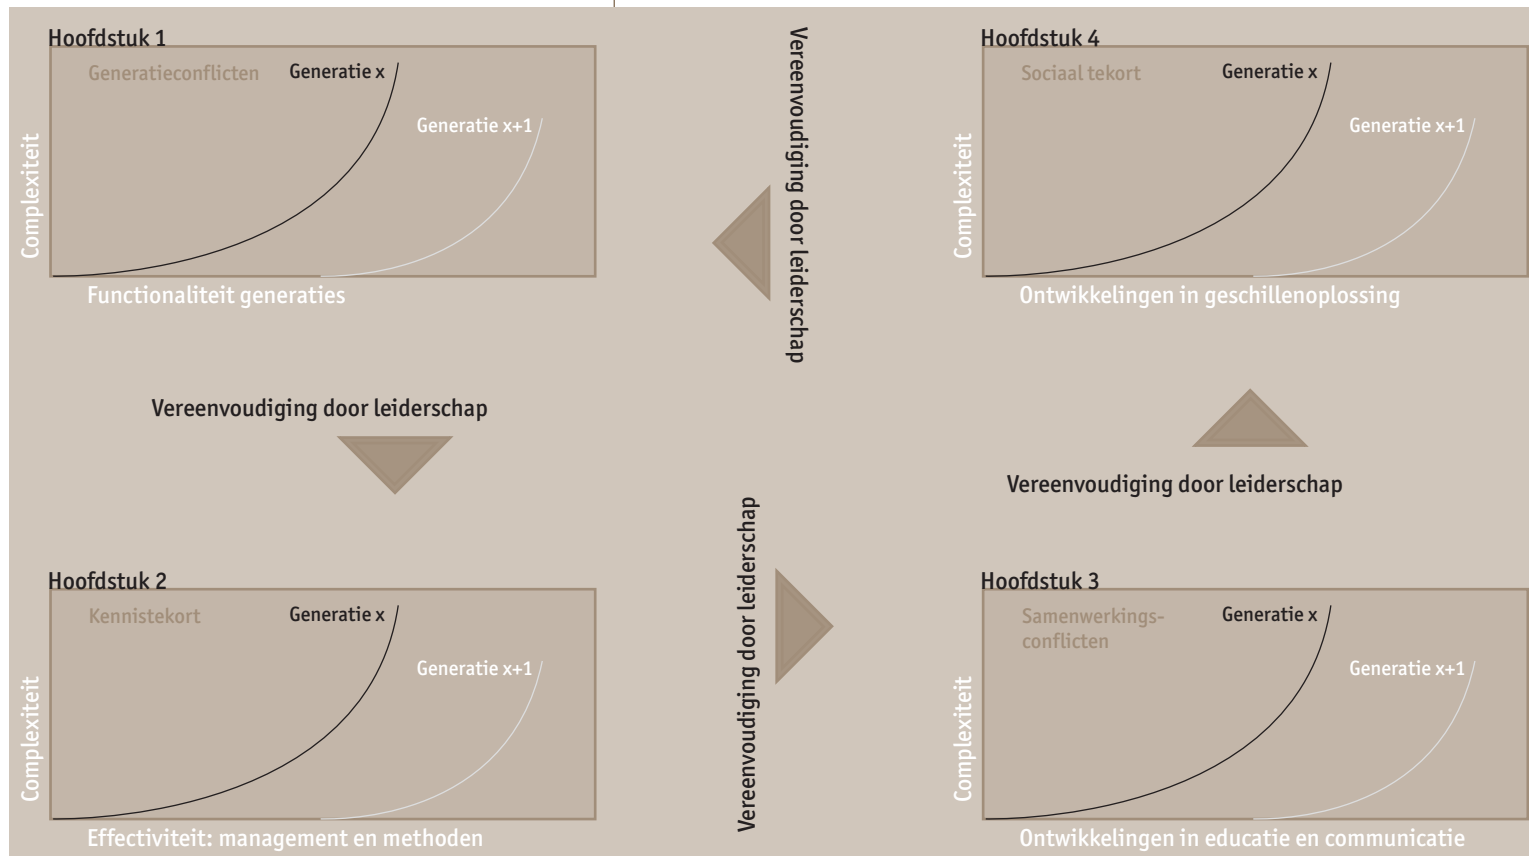 Hoofdstuk 1
Generatieconflicten
Generatie x
Generatie x+1
Complexiteit
Functionaliteit generaties
Vereenvoudiging door leiderschap
Hoofdstuk 4
Sociaal tekort
Generatie x
Generatie x+1
Complexiteit
Ontwikkelingen in geschillenoplossing
Vereenvoudiging door leiderschap
Vereenvoudiging door leiderschap
Hoofdstuk 2
Kennistekort
Generatie x
Generatie x+1
Complexiteit
Effectiviteit: management en methoden
Vereenvoudiging door leiderschap
Hoofdstuk 3
Samenwerkings-
conflicten
Generatie x
Generatie x+1
Complexiteit
Ontwikkelingen in educatie en communicatie